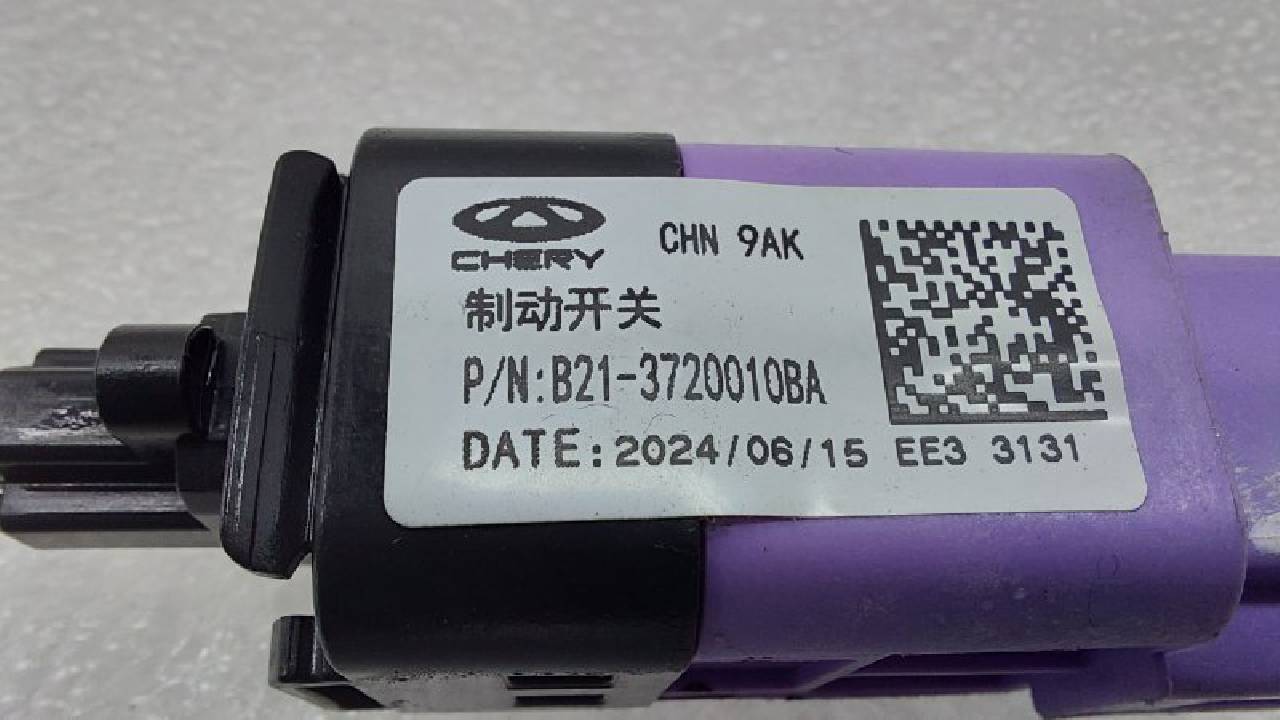 CHERY
CHN 9AK
制动开关
P/N:B21-3720010BA
DATE:2024/06/15 EE3 3131